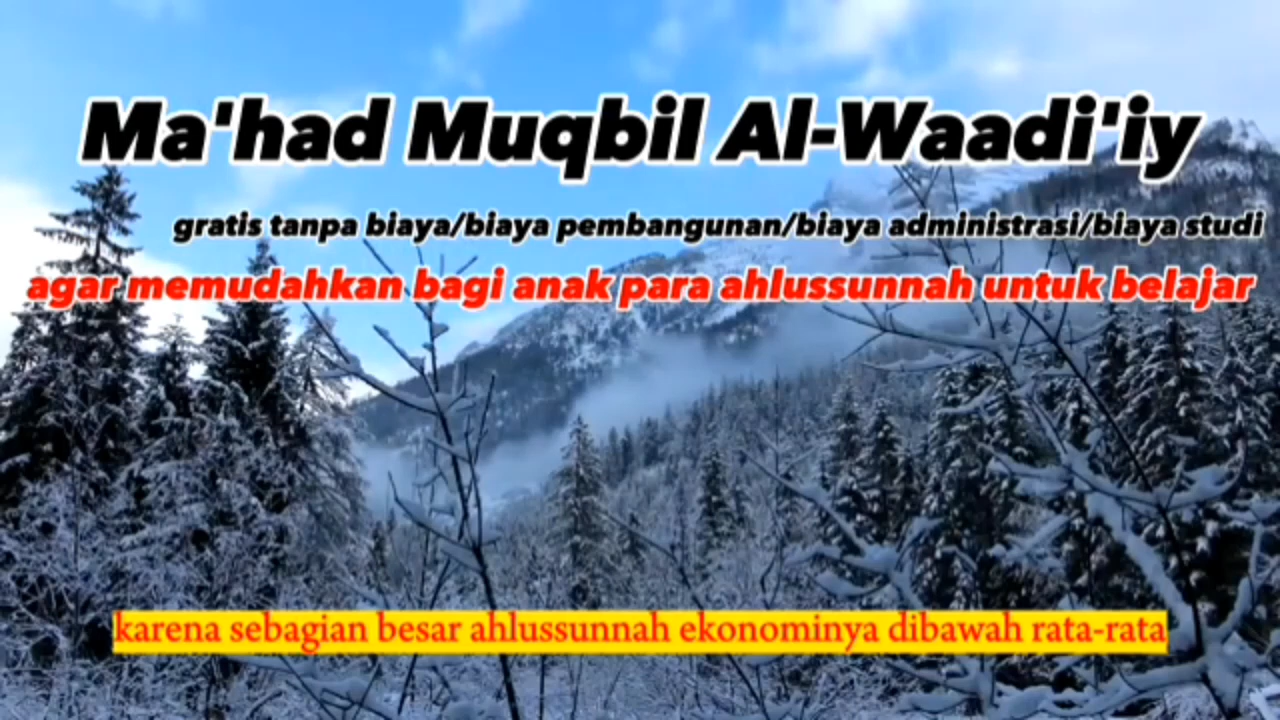 Ma'had Muqbil Al-Waadi'iy
gratis tanpa biaya/biaya pembangunan/biaya administrasi/biaya studi
agar memudahkan bagi anak para ahlussunnah untuk belajar
karena sebagian besar ahlussunnah ekonominya dibawah rata-rata